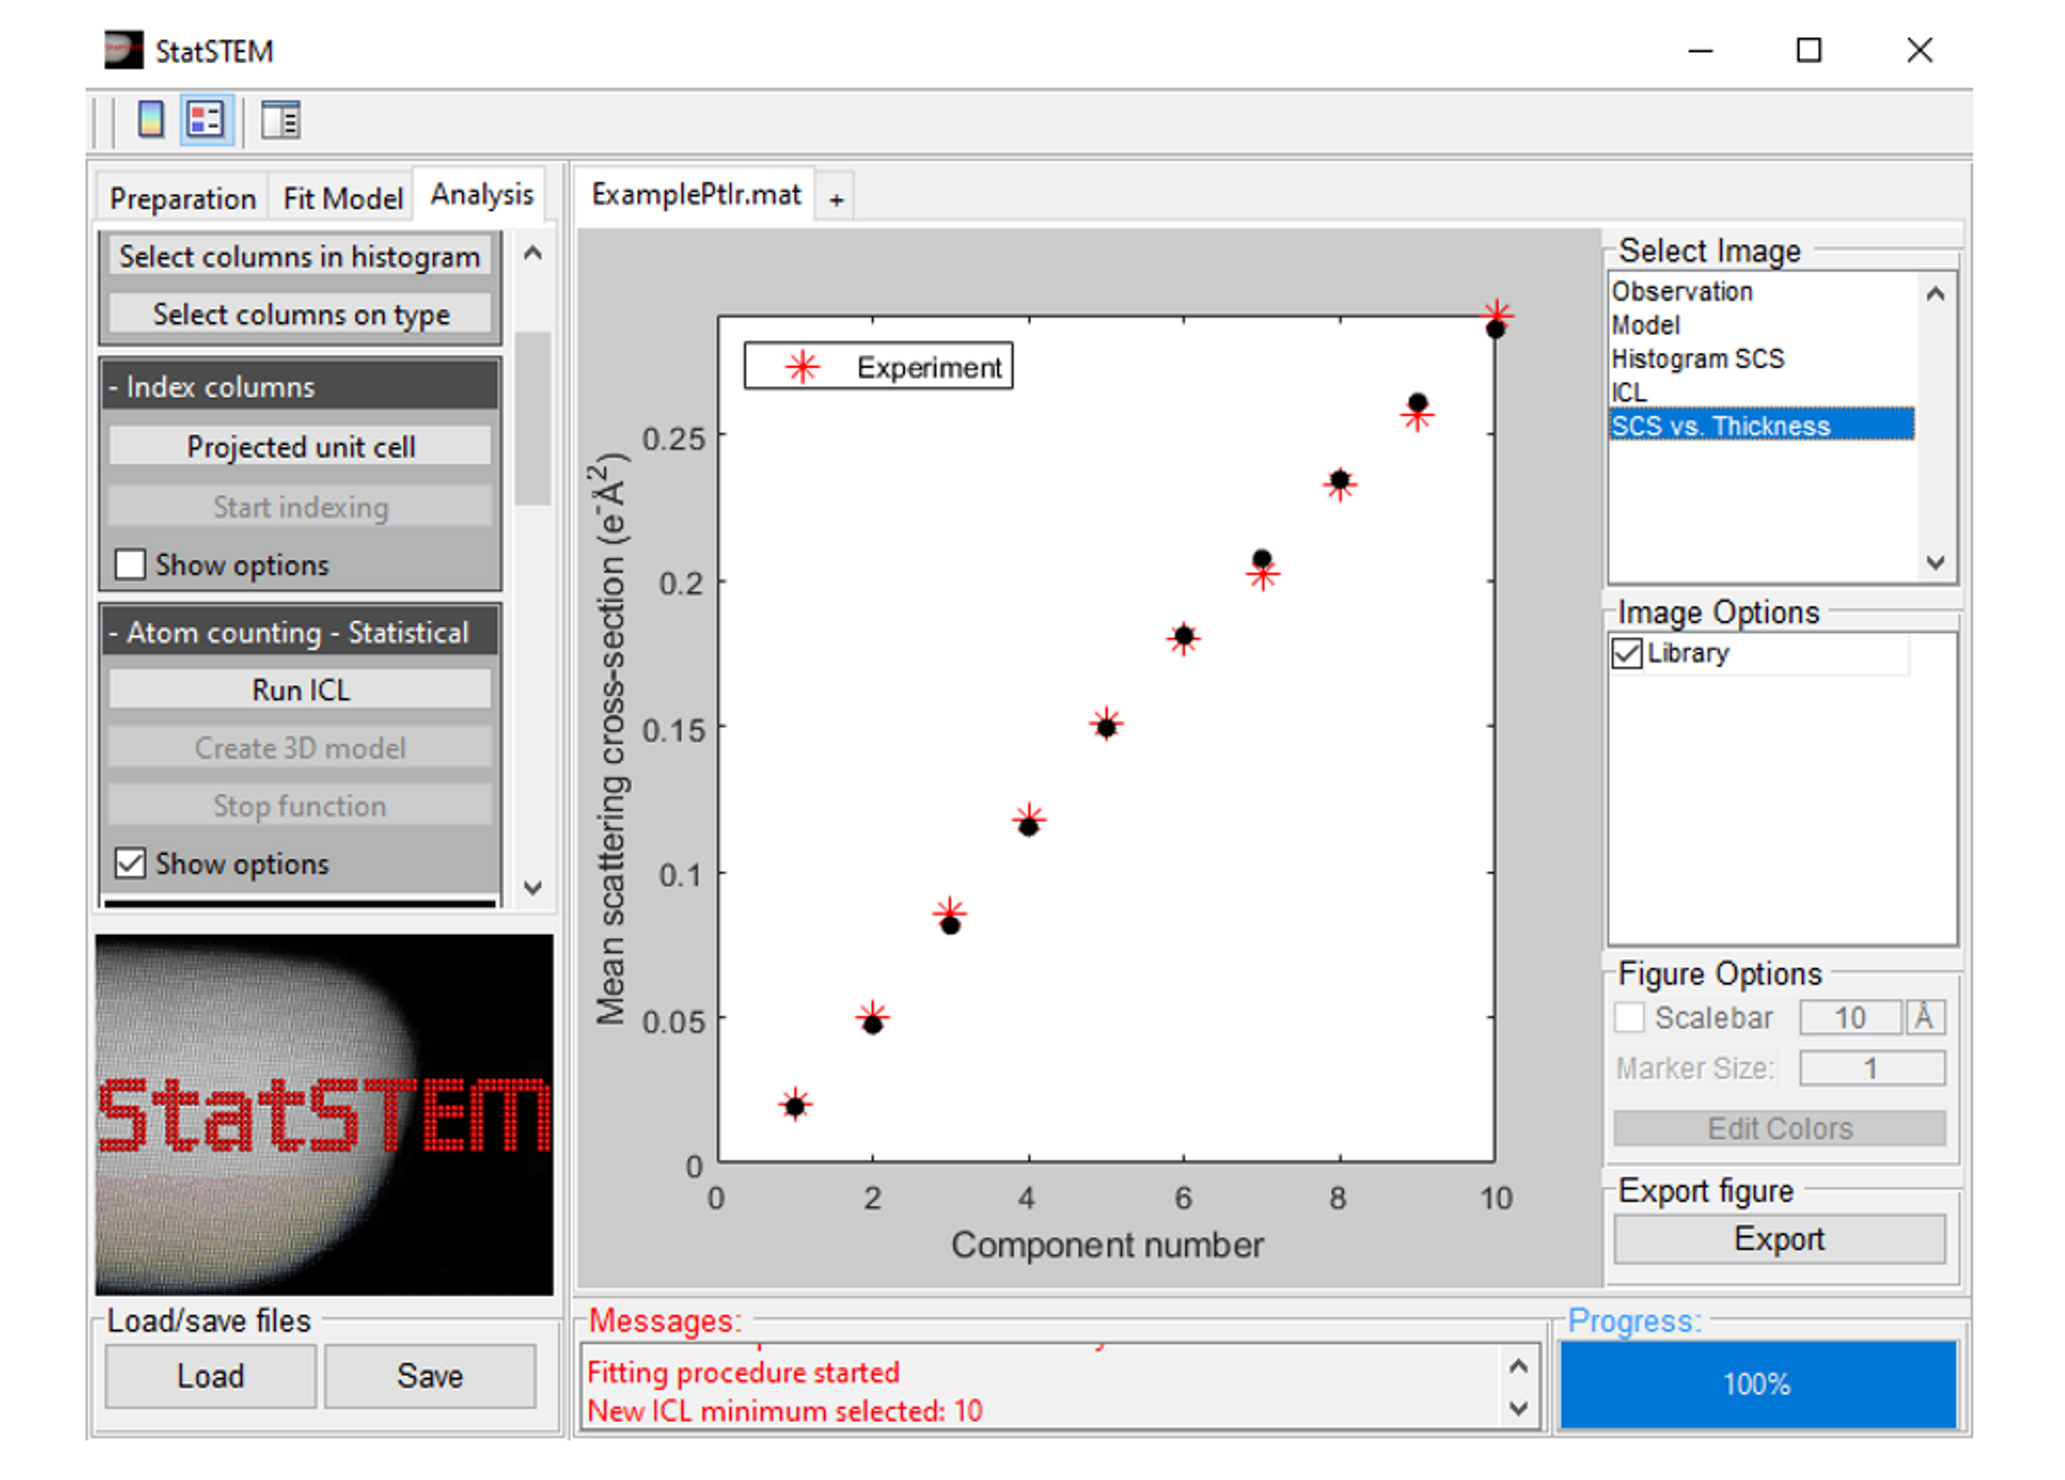 StatSTEM
Preparation
Fit Model
Analysis
ExamplePtIr.mat
+
Select columns in histogram
Select columns on type
- Index columns
Projected unit cell
Start indexing
Show options
- Atom counting - Statistical
Run ICL
Create 3D model
Stop function
Show options
StatSTEM
Load/save files
Load
Save
Experiment
Mean scattering cross-section (e⁻Å²)
0.25
0.2
0.15
0.1
0.05
0
0 2 4 6 8 10
Component number
Select Image
Observation
Model
Histogram SCS
ICL
SCS vs. Thickness
Image Options
Library
Figure Options
Scalebar 10 Å
Marker Size: 1
Edit Colors
Export figure
Export
Messages:
Fitting procedure started
New ICL minimum selected: 10
Progress:
100%